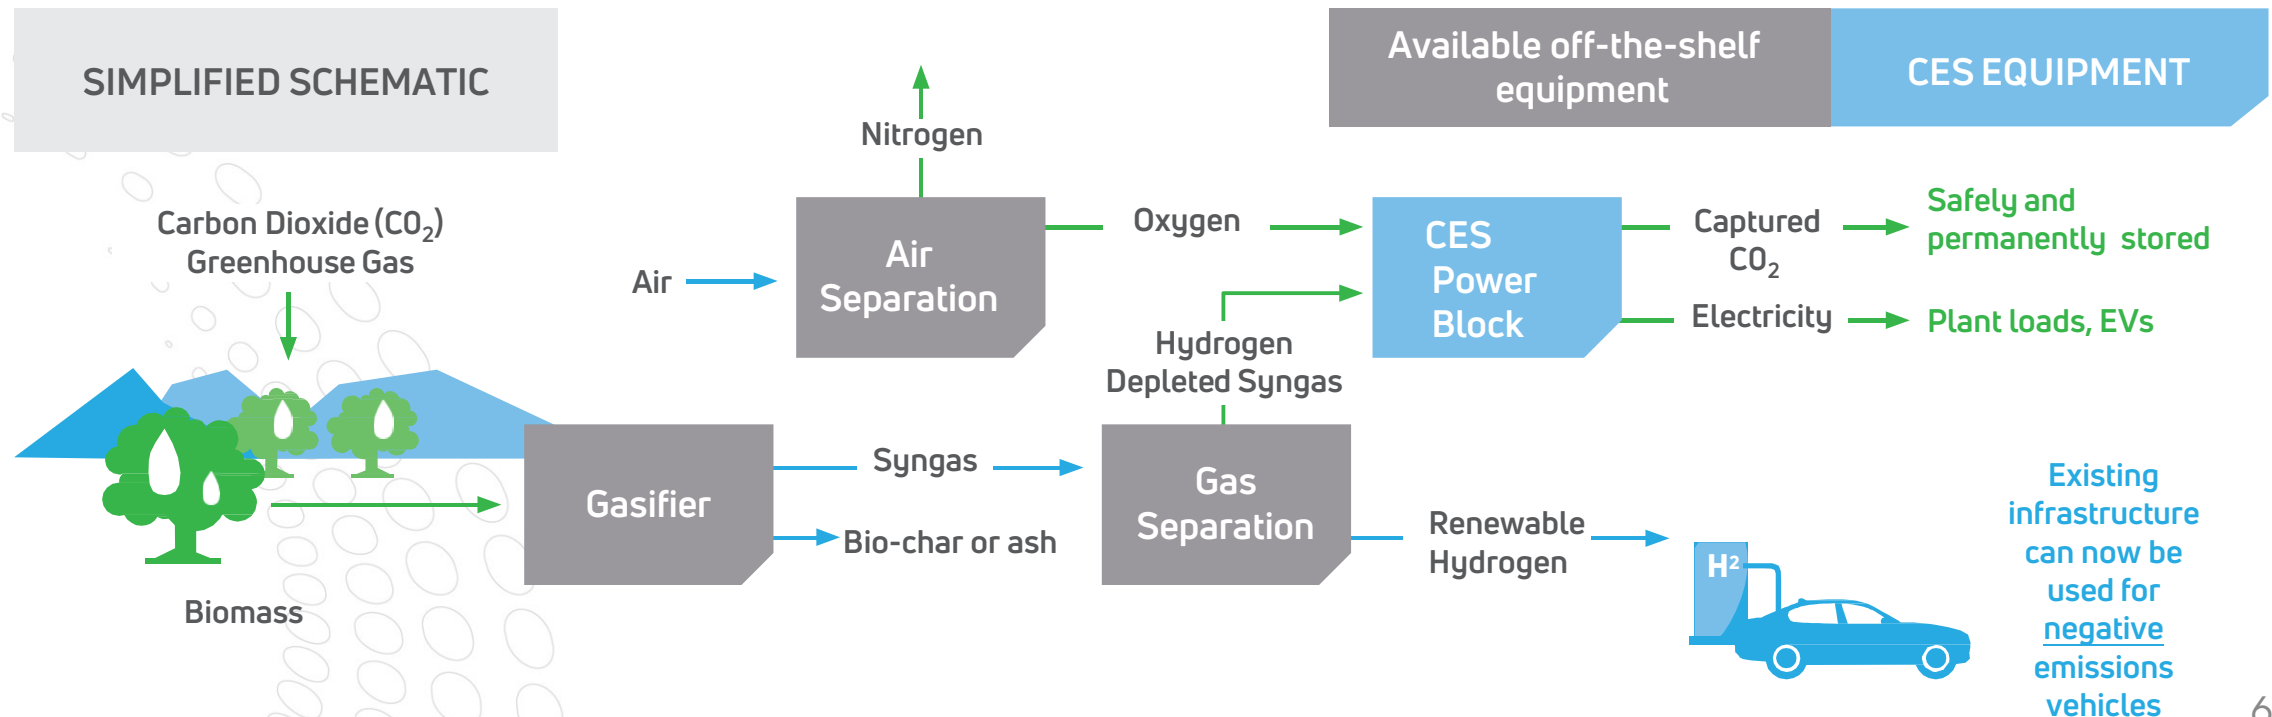 SIMPLIFIED SCHEMATIC
Available off-the-shelf
equipment
CES EQUIPMENT
Nitrogen
Carbon Dioxide (CO₂)
Greenhouse Gas
Air
Air
Separation
Oxygen
CES
Power
Block
Captured
CO₂
Safely and
permanently stored
Electricity
Plant loads, EVs
Hydrogen
Depleted Syngas
Gasifier
Syngas
Bio-char or ash
Gas
Separation
Renewable
Hydrogen
H²
Existing
infrastructure
can now be
used for
negative
emissions
vehicles
Biomass
6